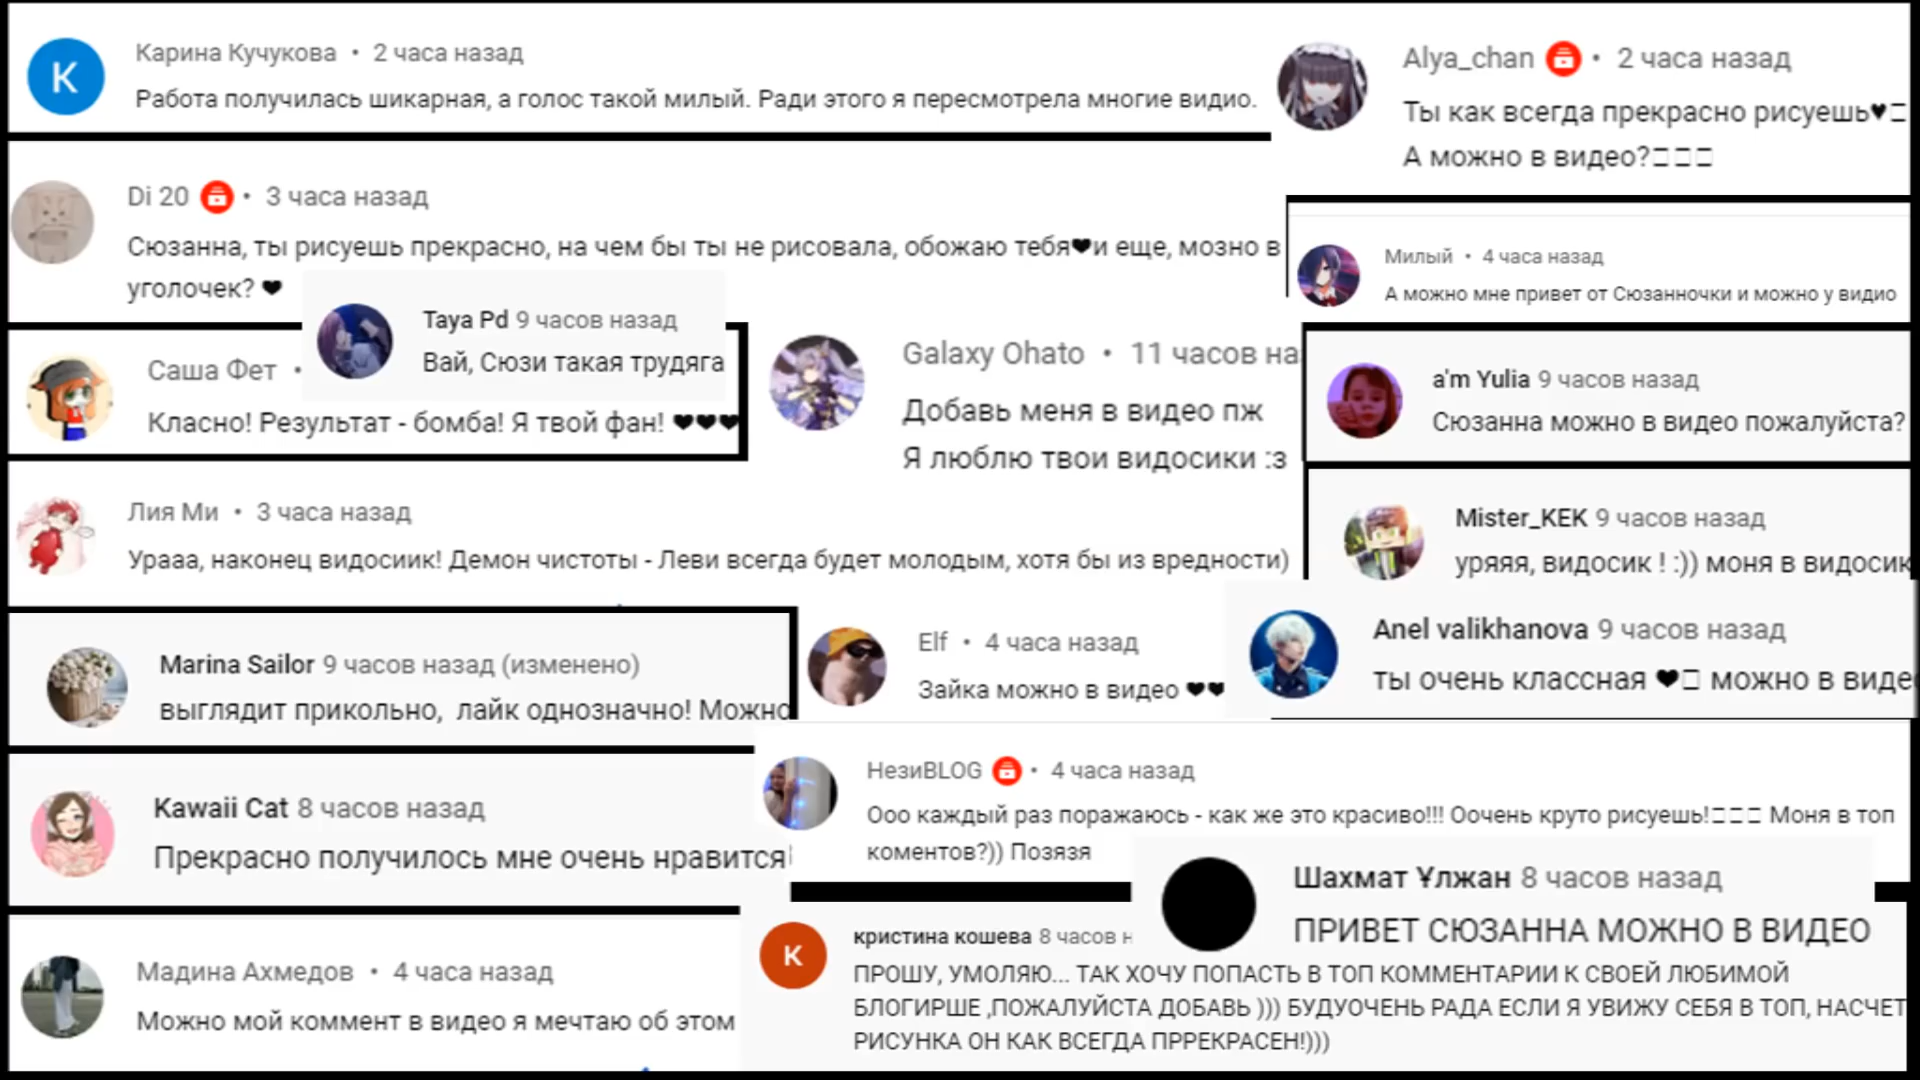 Карина Кучукова • 2 часа назад
Работа получилась шикарная, а голос такой милый. Ради этого я пересмотрела многие видио.
Alya_chan • 2 часа назад
Ты как всегда прекрасно рисуешь♥
А можно в видео?
Di 20 • 3 часа назад
Сюзанна, ты рисуешь прекрасно, на чем бы ты не рисовала, обожаю тебя❤и еще, мозно в
уголочек? ❤
Милый • 4 часа назад
А можно мне привет от Сюзанночки и можно у видио
Taya Pd 9 часов назад
Вай, Сюзи такая трудяга
Саша Фет •
Класно! Результат - бомба! Я твой фан! ❤❤❤
Galaxy Ohato • 11 часов на
Добавь меня в видео пж
Я люблю твои видосики :з
a'm Yulia 9 часов назад
Сюзанна можно в видео пожалуйста?
Лия Ми • 3 часа назад
Урааа, наконец видосиик! Демон чистоты - Леви всегда будет молодым, хотя бы из вредности)
Mister_KEK 9 часов назад
уряяя, видосик ! :)) моня в видосик
Marina Sailor 9 часов назад (изменено)
выглядит прикольно, лайк однозначно! Можно
Elf • 4 часа назад
Зайка можно в видео ❤❤
Anel valikhanova 9 часов назад
ты очень классная ❤ можно в виде
Kawaii Cat 8 часов назад
Прекрасно получилось мне очень нравится
НезиBLOG • 4 часа назад
Ооо каждый раз поражаюсь - как же это красиво!!! Оочень круто рисуешь! Моня в топ
коментов?)) Позязя
Шахмат Ұлжан 8 часов назад
ПРИВЕТ СЮЗАННА МОЖНО В ВИДЕО
Мадина Ахмедов • 4 часа назад
Можно мой коммент в видео я мечтаю об этом
К
кристина кошева 8 часов н
ПРОШУ, УМОЛЯЮ... ТАК ХОЧУ ПОПАСТЬ В ТОП КОММЕНТАРИИ К СВОЕЙ ЛЮБИМОЙ
БЛОГИРШЕ ,ПОЖАЛУЙСТА ДОБАВЬ ))) БУДУОЧЕНЬ РАДА ЕСЛИ Я УВИЖУ СЕБЯ В ТОП, НАСЧЕТ
РИСУНКА ОН КАК ВСЕГДА ПРРЕКРАСЕН!)))